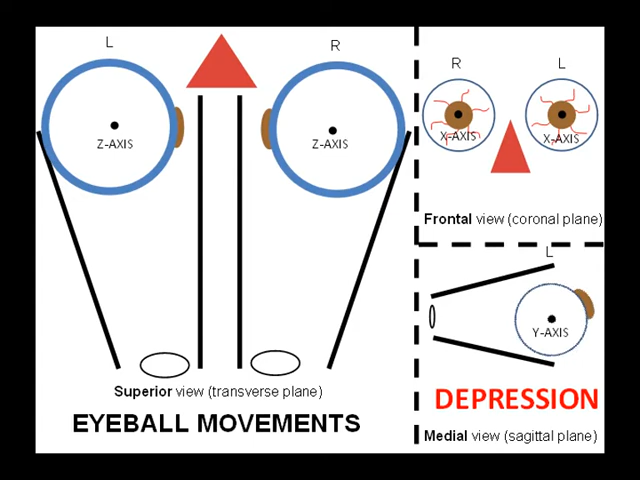 L
R
Z-AXIS
Z-AXIS
Superior view (transverse plane)
EYEBALL MOVEMENTS
R
L
X-AXIS
X-AXIS
Frontal view (coronal plane)
L
Y-AXIS
DEPRESSION
Medial view (sagittal plane)